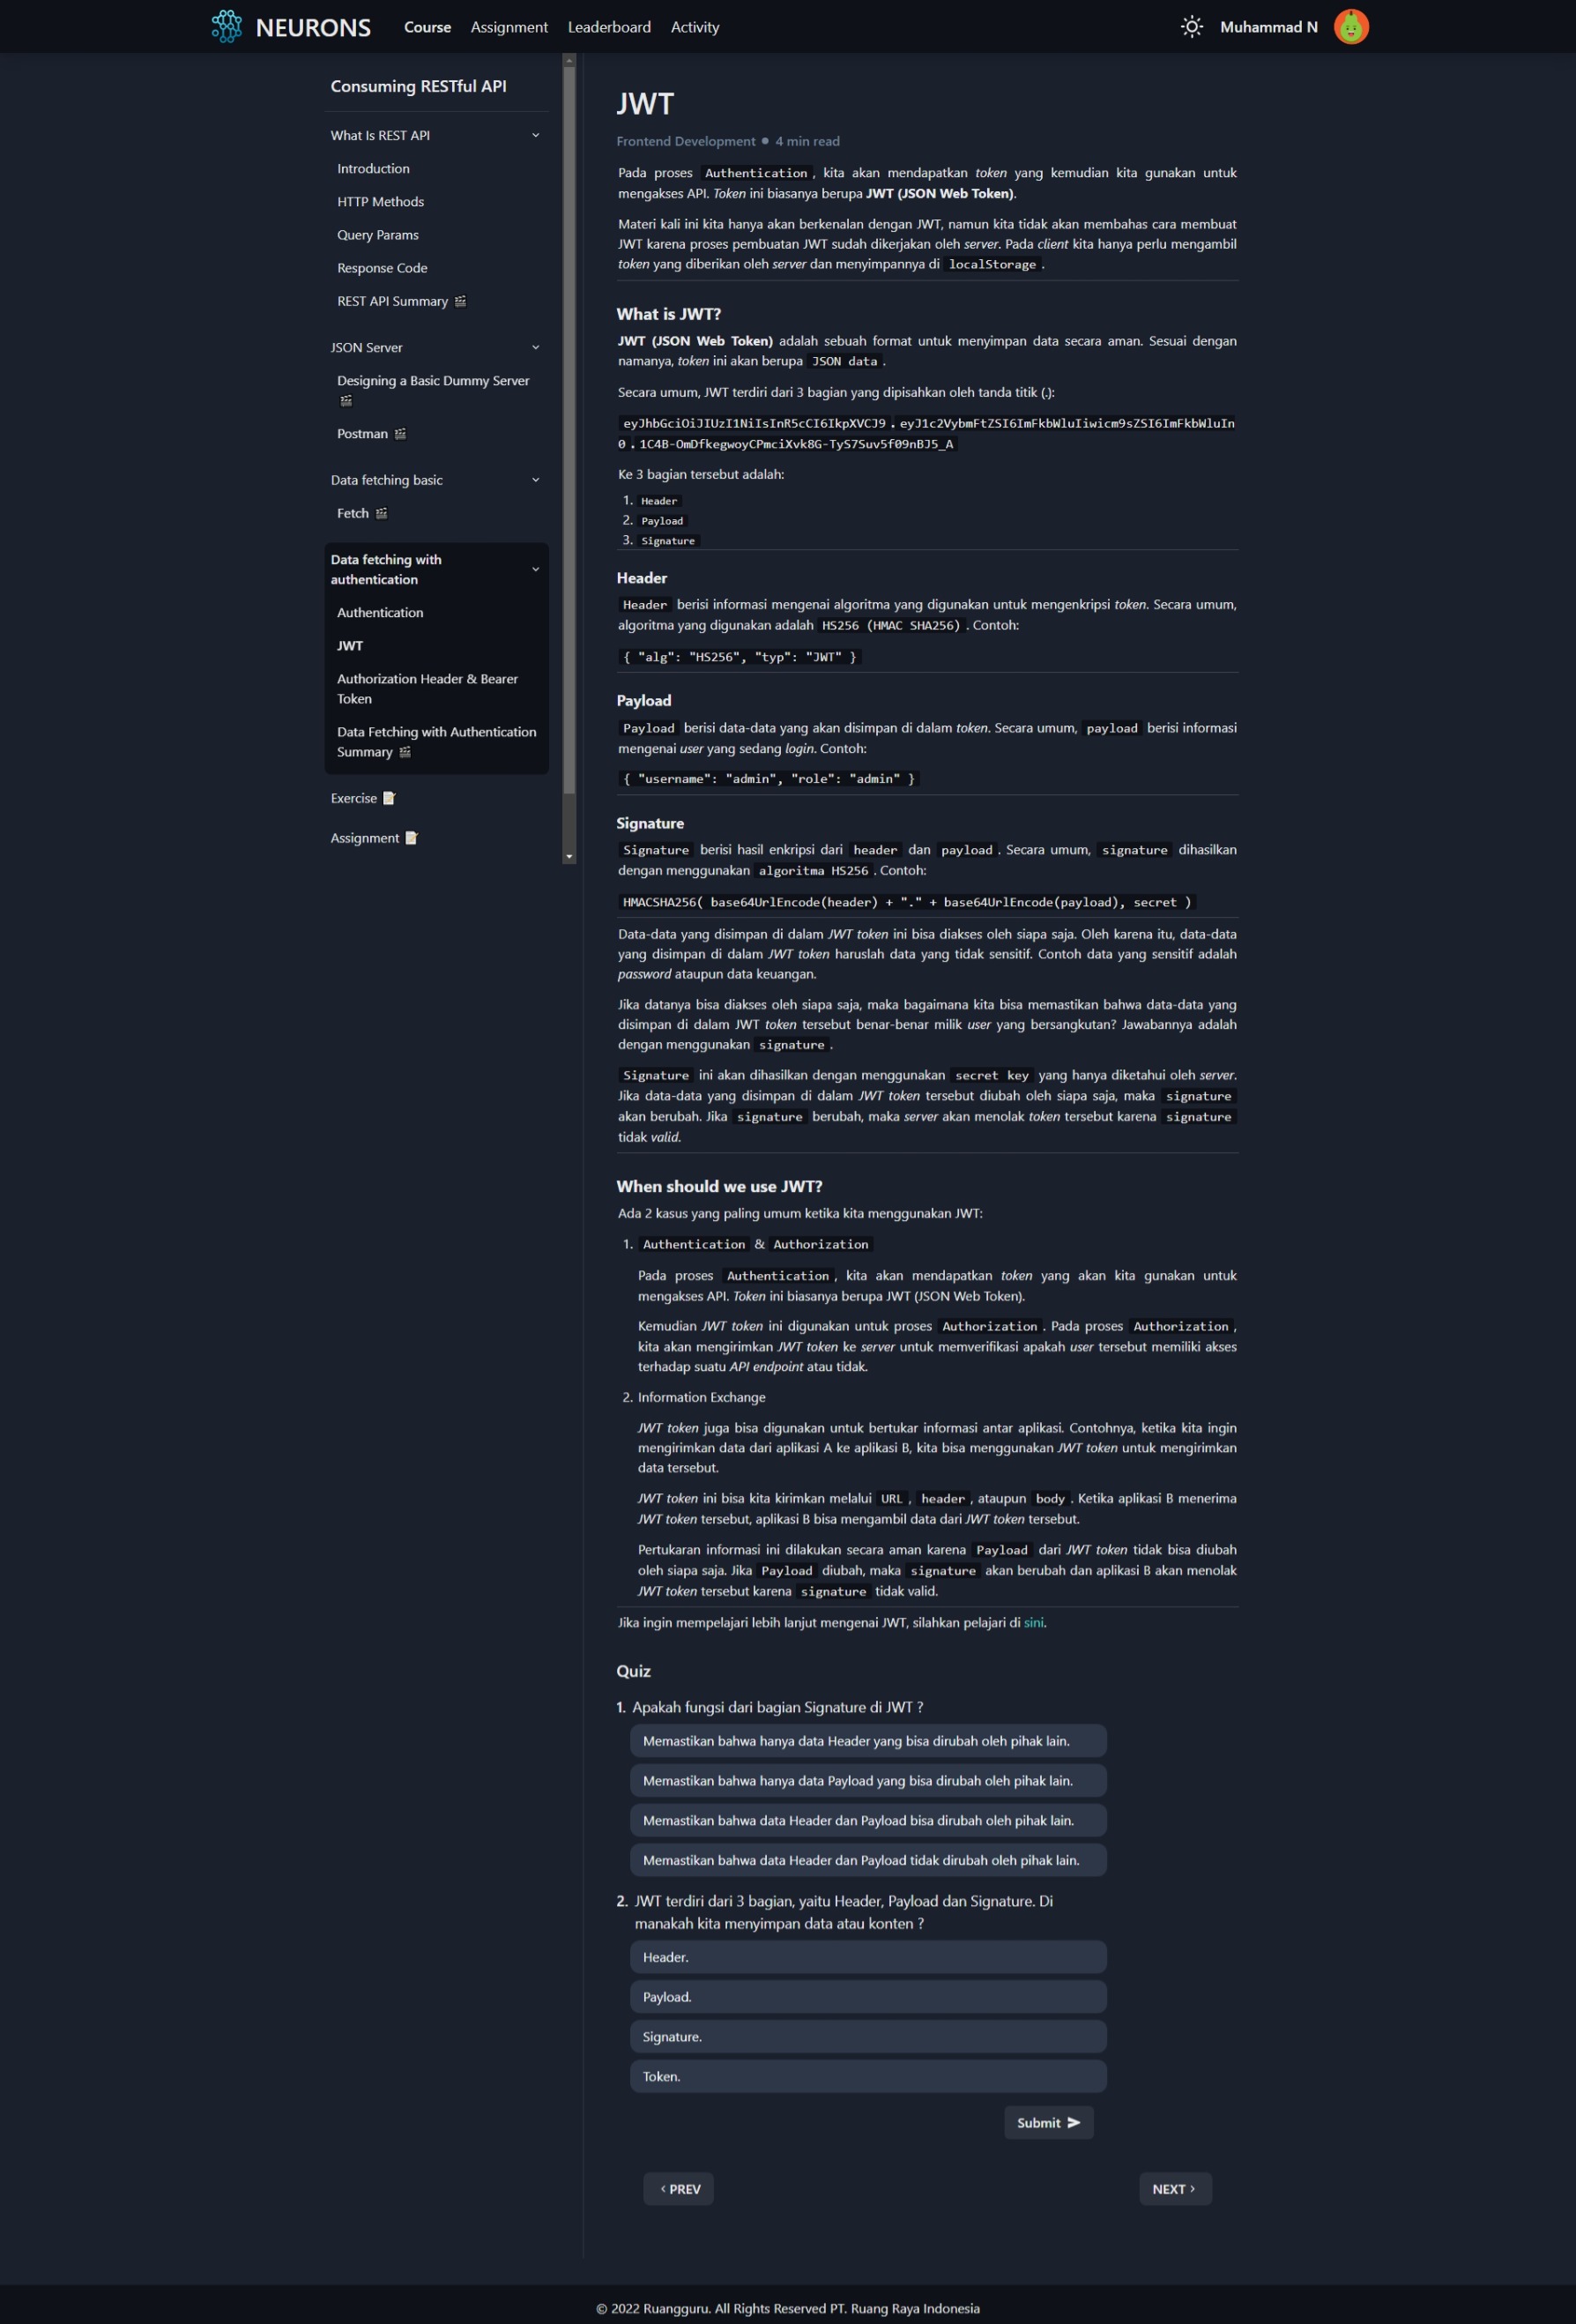 NEURONS Course Assignment Leaderboard Activity Muhammad N
Consuming RESTful API
What Is REST API
Introduction
HTTP Methods
Query Params
Response Code
REST API Summary
JSON Server
Designing a Basic Dummy Server
Postman
Data fetching basic
Fetch
Data fetching with
authentication
Authentication
JWT
Authorization Header & Bearer
Token
Data Fetching with Authentication
Summary
Exercise
Assignment
JWT
Frontend Development • 4 min read
Pada proses Authentication, kita akan mendapatkan token yang kemudian kita gunakan untuk
mengakses API. Token ini biasanya berupa JWT (JSON Web Token).
Materi kali ini kita hanya akan berkenalan dengan JWT, namun kita tidak akan membahas cara membuat
JWT karena proses pembuatan JWT sudah dikerjakan oleh server. Pada client kita hanya perlu mengambil
token yang diberikan oleh server dan menyimpannya di localStorage.
What is JWT?
JWT (JSON Web Token) adalah sebuah format untuk menyimpan data secara aman. Sesuai dengan
namanya, token ini akan berupa JSON data.
Secara umum, JWT terdiri dari 3 bagian yang dipisahkan oleh tanda titik (.):
eyJhbGciOiJIUzI1NiIsInR5cCI6IkpXVCJ9.eyJ1c2VybmFtZSI6ImFkbWluIiwicm9sZSI6ImFkbWluIn
0.1C4B-OmDfkegwoyCPmciXvk8G-TyS7Suv5f09nBJ5_A
Ke 3 bagian tersebut adalah:
1. Header
2. Payload
3. Signature
Header
Header berisi informasi mengenai algoritma yang digunakan untuk mengenkripsi token. Secara umum,
algoritma yang digunakan adalah HS256 (HMAC SHA256). Contoh:
{ "alg": "HS256", "typ": "JWT" }
Payload
Payload berisi data-data yang akan disimpan di dalam token. Secara umum, payload berisi informasi
mengenai user yang sedang login. Contoh:
{ "username": "admin", "role": "admin" }
Signature
Signature berisi hasil enkripsi dari header dan payload. Secara umum, signature dihasilkan
dengan menggunakan algoritma HS256. Contoh:
HMACSHA256( base64UrlEncode(header) + "." + base64UrlEncode(payload), secret )
Data-data yang disimpan di dalam JWT token ini bisa diakses oleh siapa saja. Oleh karena itu, data-data
yang disimpan di dalam JWT token haruslah data yang tidak sensitif. Contoh data yang sensitif adalah
password ataupun data keuangan.
Jika datanya bisa diakses oleh siapa saja, maka bagaimana kita bisa memastikan bahwa data-data yang
disimpan di dalam JWT token tersebut benar-benar milik user yang bersangkutan? Jawabannya adalah
dengan menggunakan signature.
Signature ini akan dihasilkan dengan menggunakan secret key yang hanya diketahui oleh server.
Jika data-data yang disimpan di dalam JWT token tersebut diubah oleh siapa saja, maka signature
akan berubah. Jika signature berubah, maka server akan menolak token tersebut karena signature
tidak valid.
When should we use JWT?
Ada 2 kasus yang paling umum ketika kita menggunakan JWT:
1. Authentication & Authorization
Pada proses Authentication, kita akan mendapatkan token yang akan kita gunakan untuk
mengakses API. Token ini biasanya berupa JWT (JSON Web Token).
Kemudian JWT token ini digunakan untuk proses Authorization. Pada proses Authorization,
kita akan mengirimkan JWT token ke server untuk memverifikasi apakah user tersebut memiliki akses
terhadap suatu API endpoint atau tidak.
2. Information Exchange
JWT token juga bisa digunakan untuk bertukar informasi antar aplikasi. Contohnya, ketika kita ingin
mengirimkan data dari aplikasi A ke aplikasi B, kita bisa menggunakan JWT token untuk mengirimkan
data tersebut.
JWT token ini bisa kita kirimkan melalui URL, header, ataupun body. Ketika aplikasi B menerima
JWT token tersebut, aplikasi B bisa mengambil data dari JWT token tersebut.
Pertukaran informasi ini dilakukan secara aman karena Payload dari JWT token tidak bisa diubah
oleh siapa saja. Jika Payload diubah, maka signature akan berubah dan aplikasi B akan menolak
JWT token tersebut karena signature tidak valid.
Jika ingin mempelajari lebih lanjut mengenai JWT, silahkan pelajari di sini.
Quiz
1. Apakah fungsi dari bagian Signature di JWT ?
Memastikan bahwa hanya data Header yang bisa dirubah oleh pihak lain.
Memastikan bahwa hanya data Payload yang bisa dirubah oleh pihak lain.
Memastikan bahwa data Header dan Payload bisa dirubah oleh pihak lain.
Memastikan bahwa data Header dan Payload tidak dirubah oleh pihak lain.
2. JWT terdiri dari 3 bagian, yaitu Header, Payload dan Signature. Di
manakah kita menyimpan data atau konten ?
Header.
Payload.
Signature.
Token.
Submit
‹ PREV NEXT ›
© 2022 Ruangguru. All Rights Reserved PT. Ruang Raya Indonesia